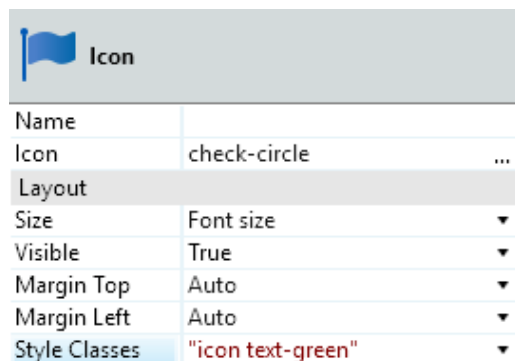 Icon
Name
Icon check-circle ...
Layout
Size Font size
Visible True
Margin Top Auto
Margin Left Auto
Style Classes "icon text-green"